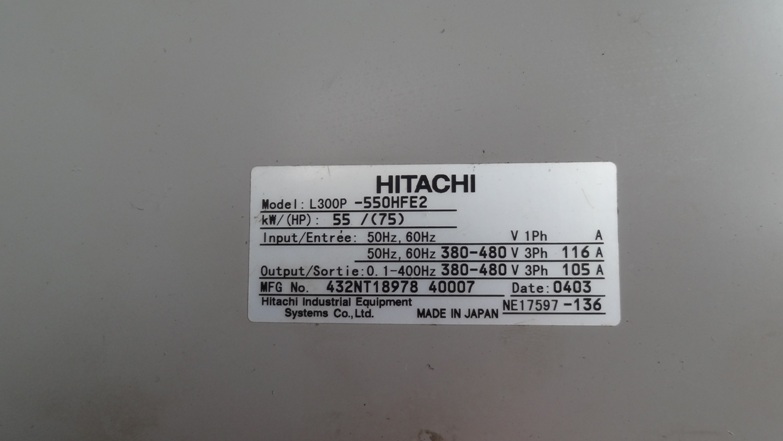 HITACHI
Model: L300P -550HFE2
kW/(HP): 55 /(75)
Input/Entrée: 50Hz, 60Hz V 1Ph A
50Hz, 60Hz 380-480 V 3Ph 116 A
Output/Sortie: 0.1-400Hz 380-480 V 3Ph 105 A
MFG No. 432NT18978 40007 Date: 0403
Hitachi Industrial Equipment
Systems Co., Ltd. MADE IN JAPAN NE17597 -136